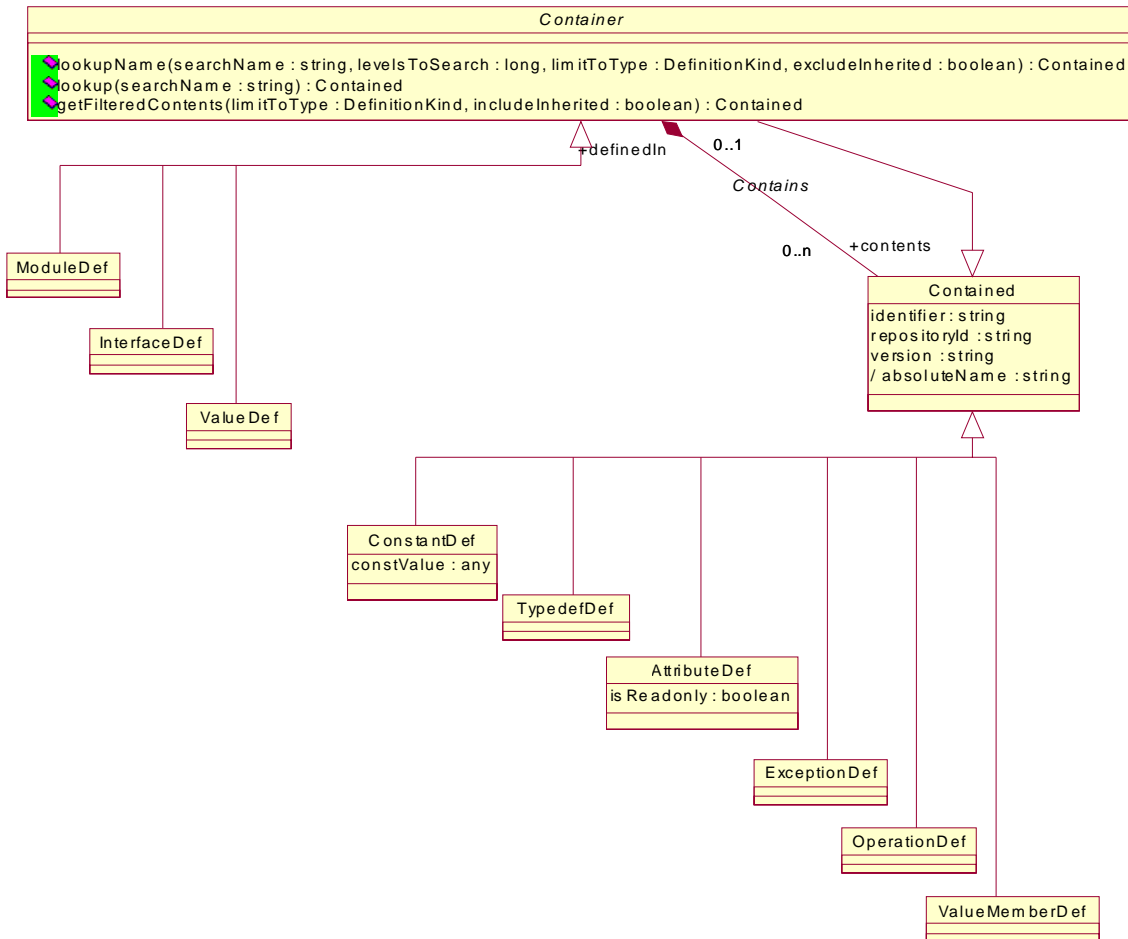 Container
lookupName(searchName : string, levelsToSearch : long, limitToType : DefinitionKind, excludeInherited : boolean) : Contained
lookup(searchName : string) : Contained
getFilteredContents(limitToType : DefinitionKind, includeInherited : boolean) : Contained
+definedIn
0..1
Contains
0..n
+contents
ModuleDef
InterfaceDef
ValueDef
Contained
identifier : string
repositoryId : string
version : string
/ absoluteName : string
ConstantDef
constValue : any
TypedefDef
AttributeDef
isReadonly : boolean
ExceptionDef
OperationDef
ValueMemberDef